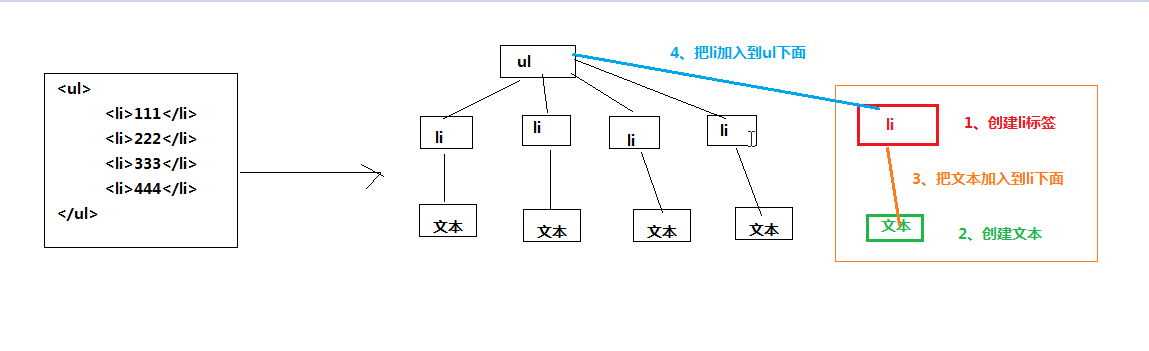 <ul>
<li>111</li>
<li>222</li>
<li>333</li>
<li>444</li>
</ul>
ul
4、把li加入到ul下面
li
li
li
li
li
1、创建li标签
3、把文本加入到li下面
文本
文本
文本
文本
文本
2、创建文本